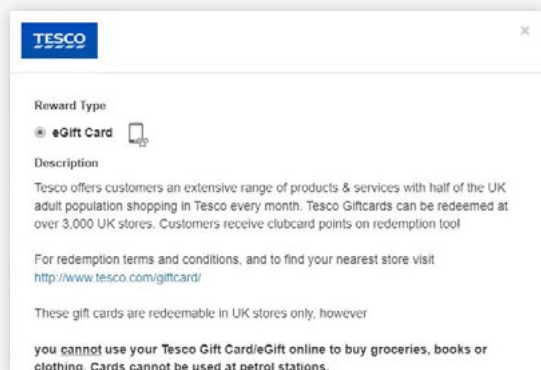 TESCO
×
Reward Type
eGift Card
Description
Tesco offers customers an extensive range of products & services with half of the UK
adult population shopping in Tesco every month. Tesco Giftcards can be redeemed at
over 3,000 UK stores. Customers receive clubcard points on redemption too!
For redemption terms and conditions, and to find your nearest store visit
http://www.tesco.com/giftcard/
These gift cards are redeemable in UK stores only, however
you cannot use your Tesco Gift Card/eGift online to buy groceries, books or
clothing. Cards cannot be used at petrol stations.